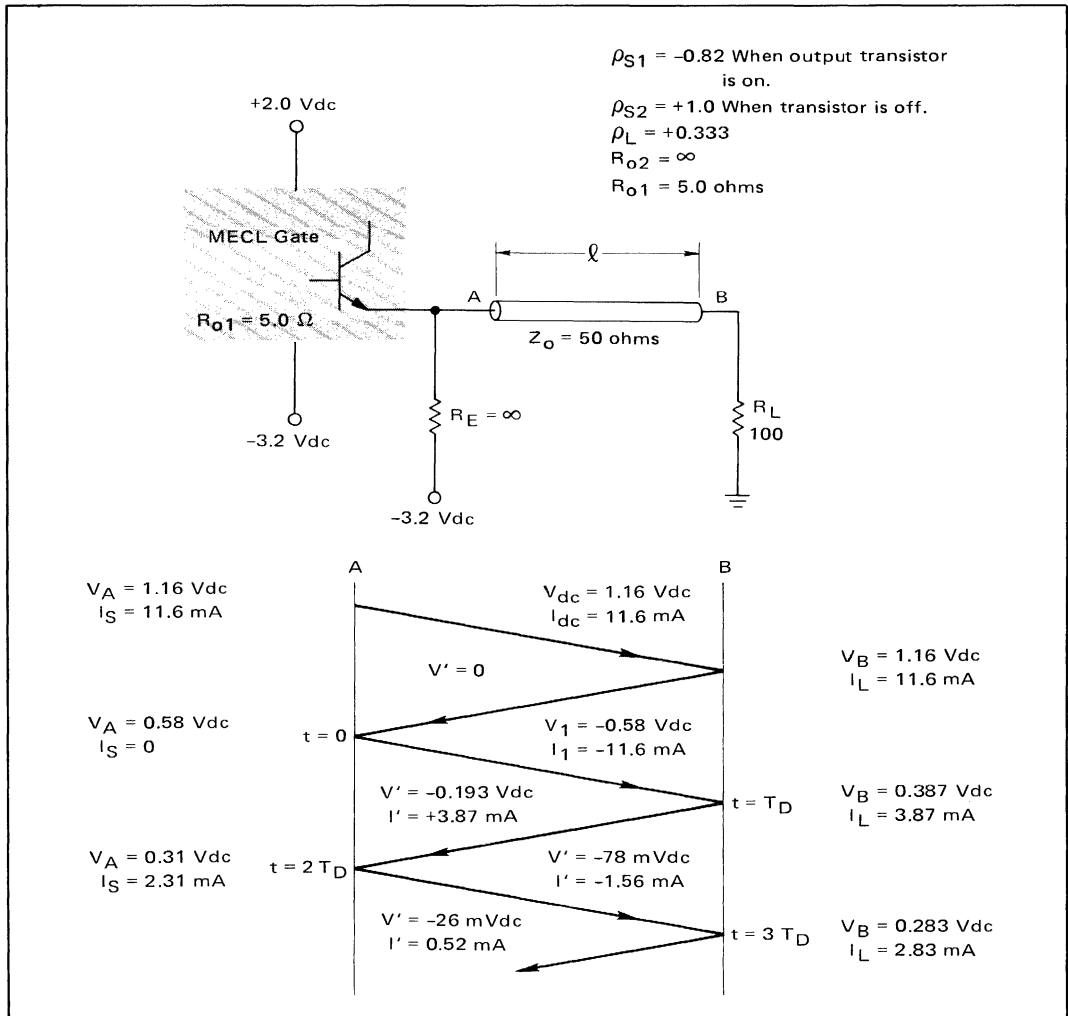 ρS1 = −0.82 When output transistor
is on.
ρS2 = +1.0 When transistor is off.
ρL = +0.333
Ro2 = ∞
Ro1 = 5.0 ohms
+2.0 Vdc
MECL Gate
Ro1 = 5.0 Ω
−3.2 Vdc
A
ℓ
B
Zo = 50 ohms
RE = ∞
−3.2 Vdc
RL
100
A
B
VA = 1.16 Vdc
IS = 11.6 mA
Vdc = 1.16 Vdc
Idc = 11.6 mA
V' = 0
VB = 1.16 Vdc
IL = 11.6 mA
VA = 0.58 Vdc
IS = 0
t = 0
V1 = −0.58 Vdc
I1 = −11.6 mA
V' = −0.193 Vdc
I' = +3.87 mA
t = TD
VB = 0.387 Vdc
IL = 3.87 mA
VA = 0.31 Vdc
IS = 2.31 mA
t = 2 TD
V' = −78 mVdc
I' = −1.56 mA
V' = −26 mVdc
I' = 0.52 mA
t = 3 TD
VB = 0.283 Vdc
IL = 2.83 mA